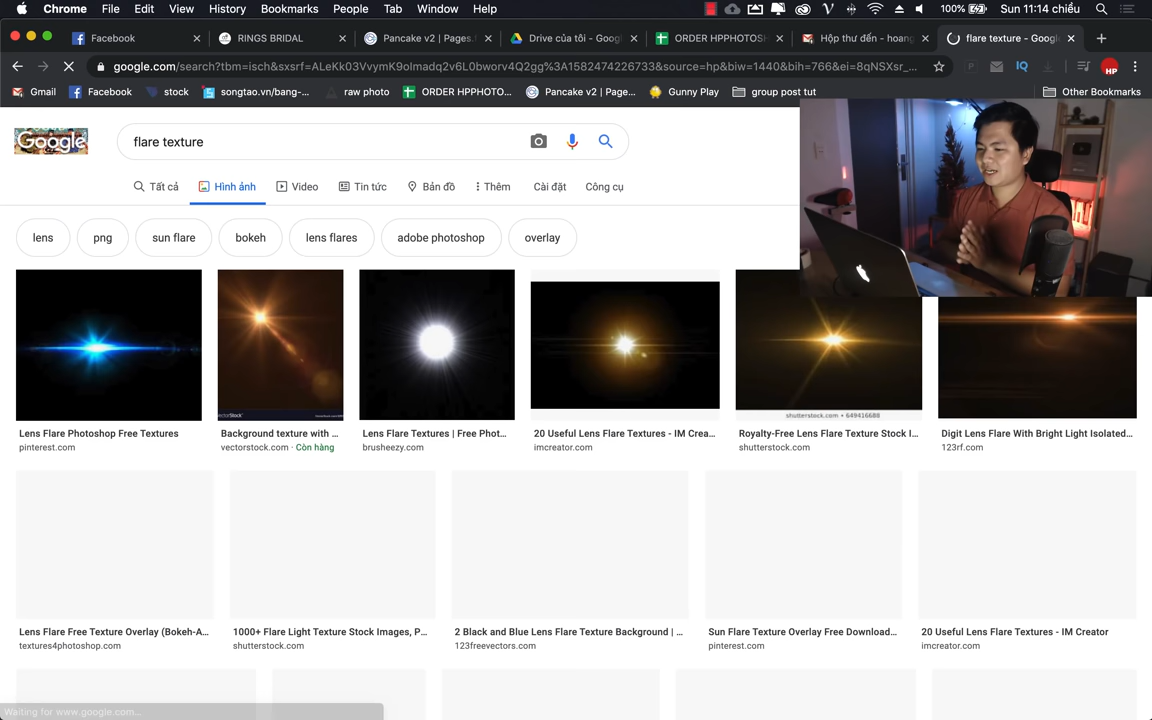 Chrome File Edit View History Bookmarks People Tab Window Help 100% Sun 11:14 chiều
Facebook RINGS BRIDAL Pancake v2 | Pages. Drive của tôi - Googl ORDER HPPHOTOSH Hộp thư đến - hoang flare texture - Google
google.com/search?tbm=isch&sxsrf=ALeKk03VvymK9olmadq2v6L0bworv4Q2gg%3A1582474226733&source=hp&biw=1440&bih=766&ei=8qNSXsr_... IQ HP
Gmail Facebook stock songtao.vn/bang-... raw photo ORDER HPPHOTO... Pancake v2 | Page... Gunny Play group post tut Other Bookmarks
Google flare texture
Tất cả Hình ảnh Video Tin tức Bản đồ Thêm Cài đặt Công cụ
lens png sun flare bokeh lens flares adobe photoshop overlay
shutterstock.com • 649416688
Lens Flare Photoshop Free Textures
pinterest.com
Background texture with ...
vectorstock.com · Còn hàng
Lens Flare Textures | Free Phot...
brusheezy.com
20 Useful Lens Flare Textures - IM Crea...
imcreator.com
Royalty-Free Lens Flare Texture Stock I...
shutterstock.com
Digit Lens Flare With Bright Light Isolated...
123rf.com
Lens Flare Free Texture Overlay (Bokeh-A...
textures4photoshop.com
1000+ Flare Light Texture Stock Images, P...
shutterstock.com
2 Black and Blue Lens Flare Texture Background | ...
123freevectors.com
Sun Flare Texture Overlay Free Download...
pinterest.com
20 Useful Lens Flare Textures - IM Creator
imcreator.com
Waiting for www.google.com...